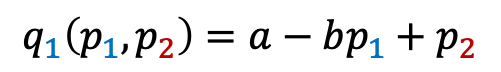 q₁(p₁,p₂) = a − bp₁ + p₂